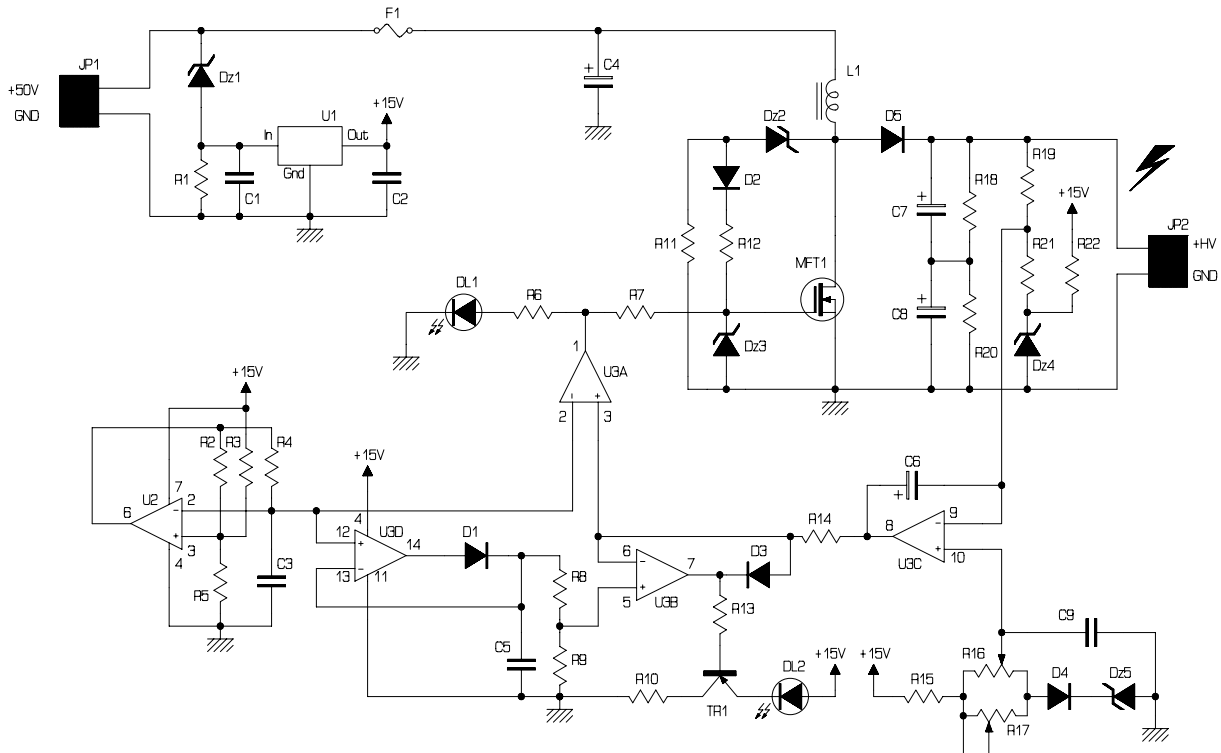 F1
JP1
+50V
GND
Dz1
+
C4
L1
U1
+15V
In
Out
Gnd
R1
C1
C2
Dz2
D5
R19
D2
R18
+15V
+
C7
JP2
+HV
GND
R11
R12
R21
R22
MFT1
DL1
R6
R7
+
C8
R20
Dz3
Dz4
1
U3A
+15V
-
+
2
3
R2
R3
R4
+15V
C6
+
U2
7
2
6
-
+
3
4
4
12
+
U3D
13
-
14
11
D1
R14
8
-
9
+
10
U3C
6
-
7
D3
5
+
U3B
C3
R5
R8
R13
C5
R9
C9
+15V
+15V
R16
R10
DL2
R15
D4
Dz5
TR1
R17